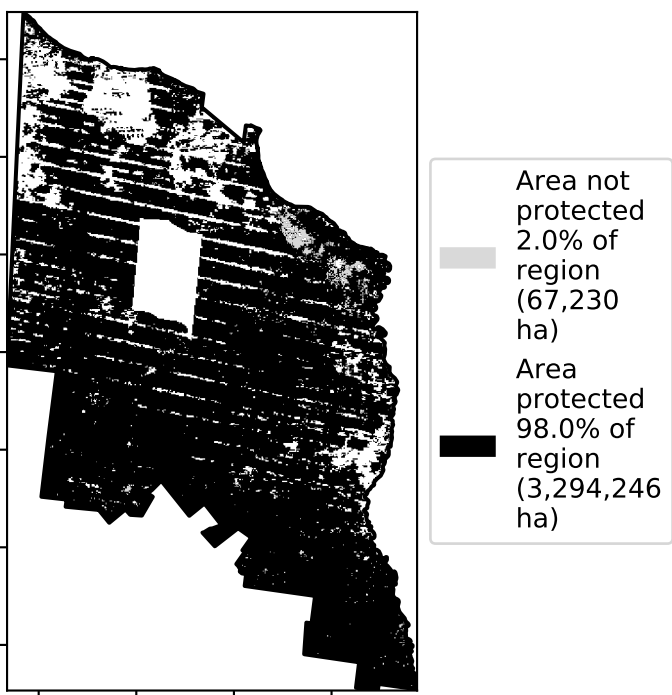 Area not
protected
2.0% of
region
(67,230
ha)
Area
protected
98.0% of
region
(3,294,246
ha)